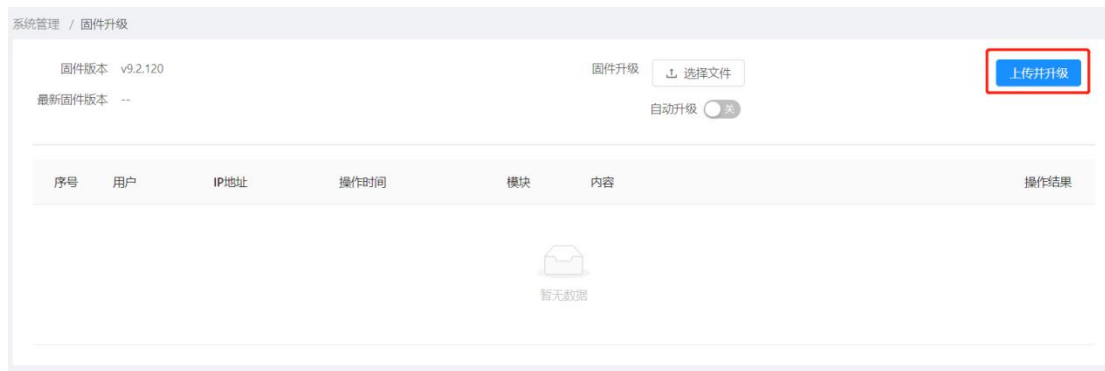 系统管理 / 固件升级
固件版本 v9.2.120 固件升级 选择文件 上传并升级
最新固件版本 -- 自动升级 关
序号 用户 IP地址 操作时间 模块 内容 操作结果
暂无数据